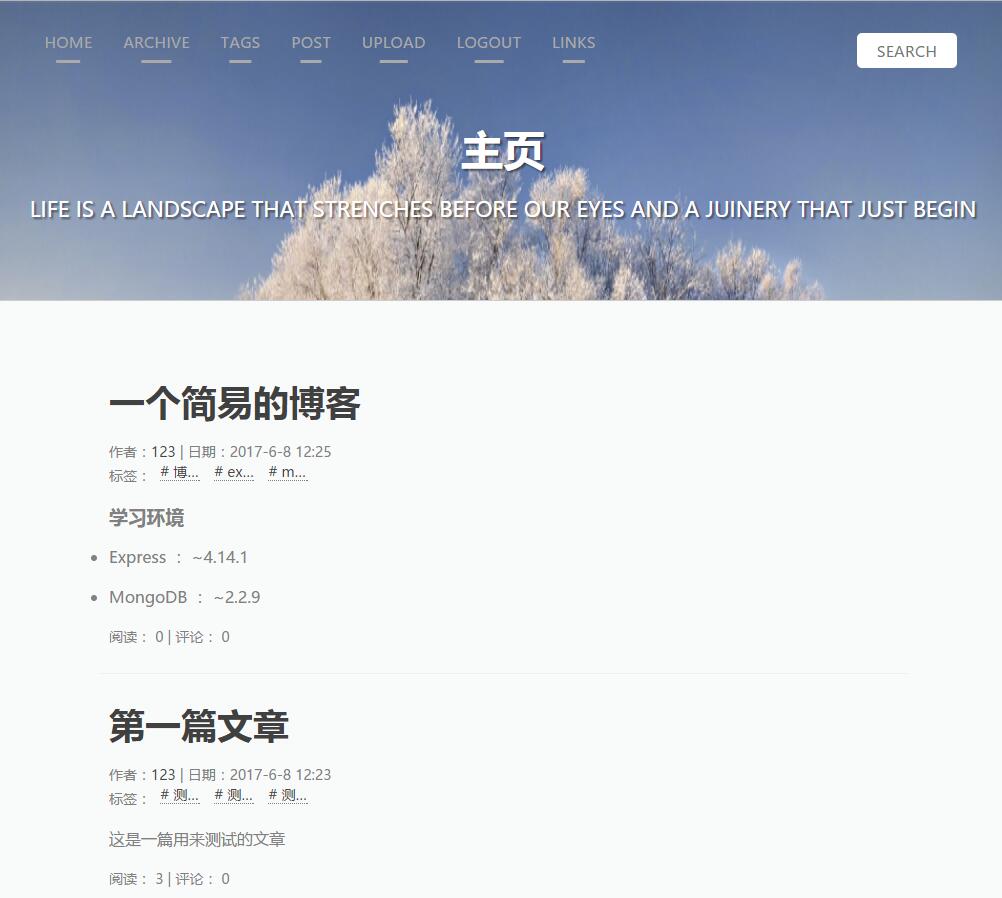 HOME ARCHIVE TAGS POST UPLOAD LOGOUT LINKS SEARCH
主页
LIFE IS A LANDSCAPE THAT STRENCHES BEFORE OUR EYES AND A JUINERY THAT JUST BEGIN
一个简易的博客
作者：123 | 日期：2017-6-8 12:25
标签： # 博... # ex... # m...
学习环境
Express ： ~4.14.1
MongoDB ： ~2.2.9
阅读： 0 | 评论： 0
第一篇文章
作者：123 | 日期：2017-6-8 12:23
标签： # 测... # 测... # 测...
这是一篇用来测试的文章
阅读： 3 | 评论： 0